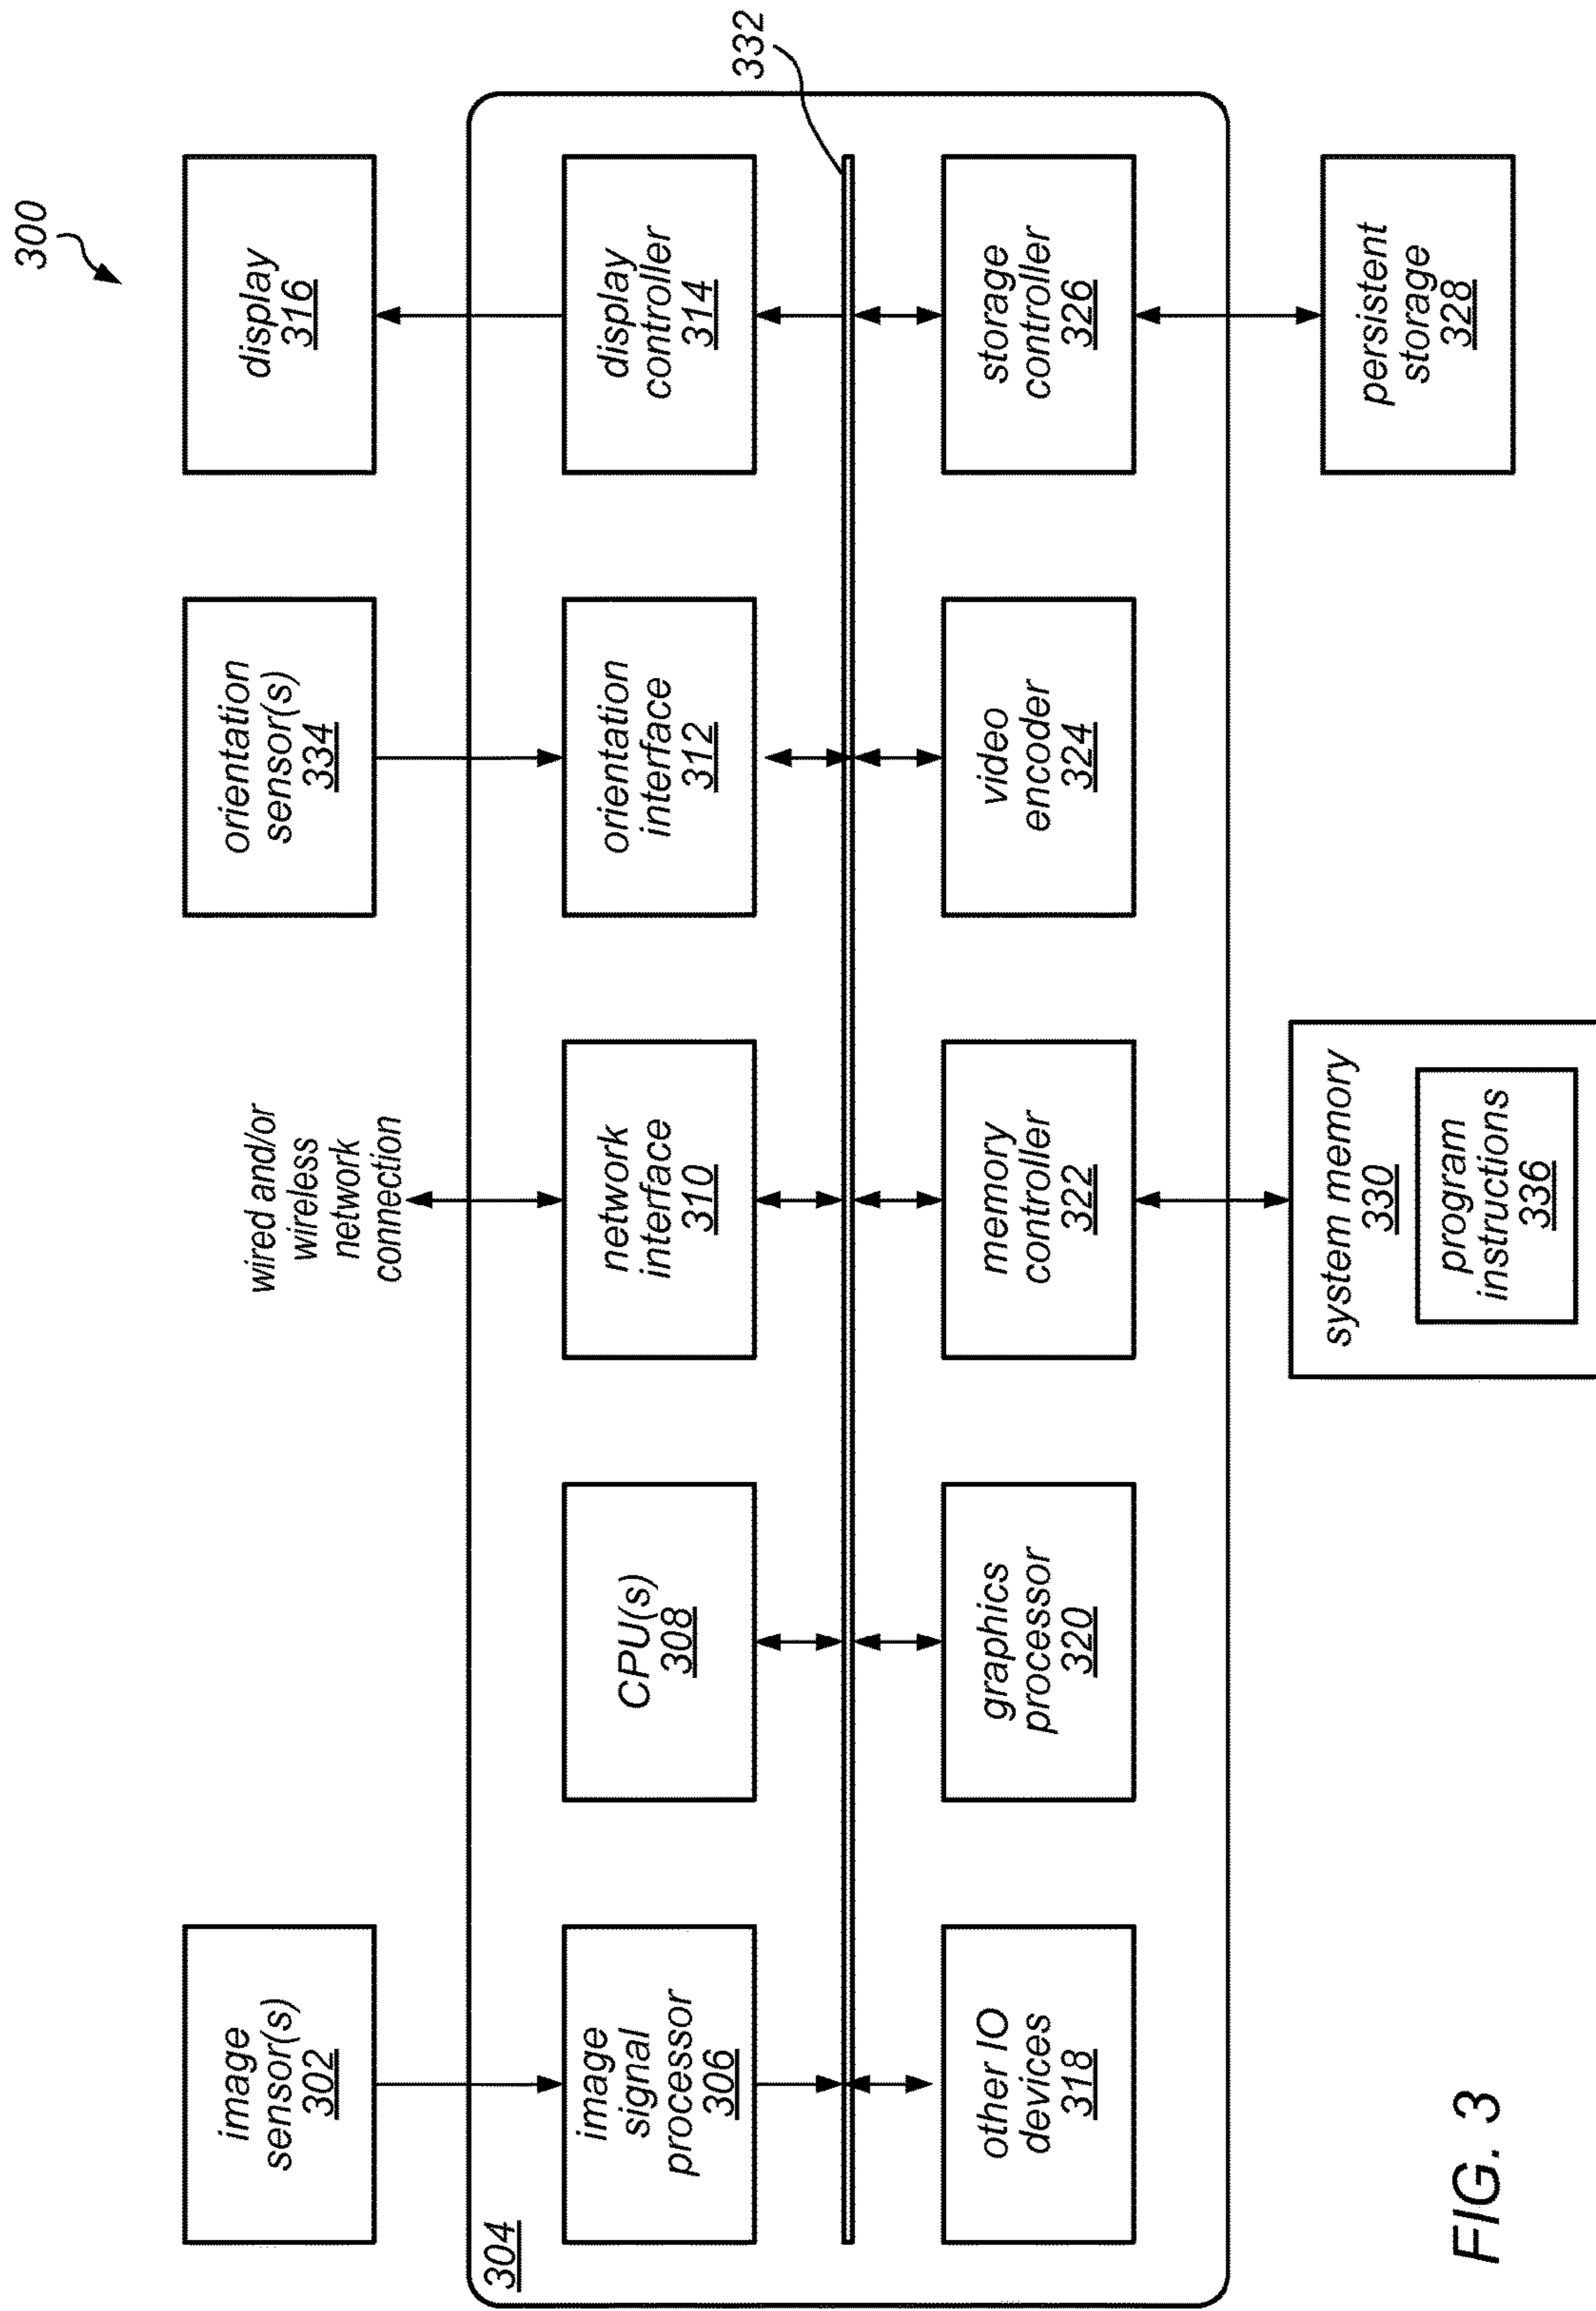 300
image
sensor(s)
302
wired and/or
wireless
network
connection
orientation
sensor(s)
334
display
316
304
image
signal
processor
306
CPU(s)
308
network
interface
310
orientation
interface
312
display
controller
314
332
other IO
devices
318
graphics
processor
320
memory
controller
322
video
encoder
324
storage
controller
326
system memory
330
program
instructions
336
persistent
storage
328
FIG. 3